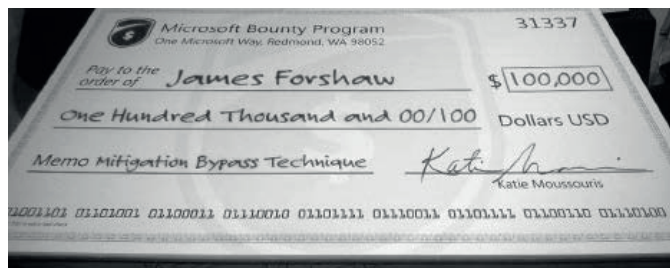 Microsoft Bounty Program
One Microsoft Way, Redmond, WA 98052
31337
Pay to the
order of James Forshaw $ 100,000
One Hundred Thousand and 00/100 Dollars USD
Memo Mitigation Bypass Technique
Katie Moussouris
01001101 01101001 01100011 01110010 01101111 01110011 01101111 01100110 01110100